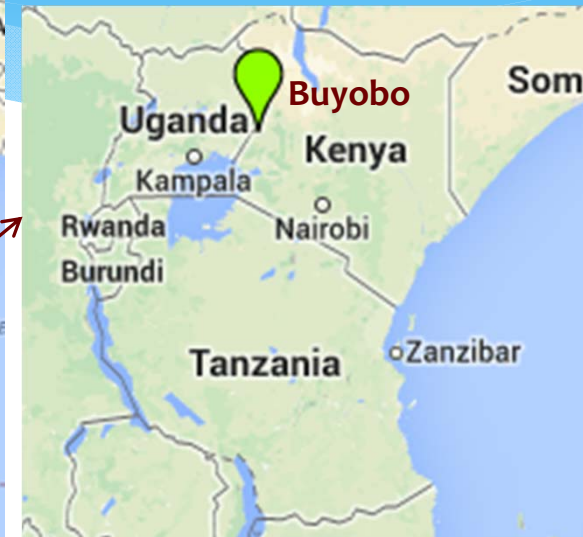 Som
Buyobo
Uganda
Kenya
Kampala
Rwanda
Nairobi
Burundi
Tanzania
Zanzibar